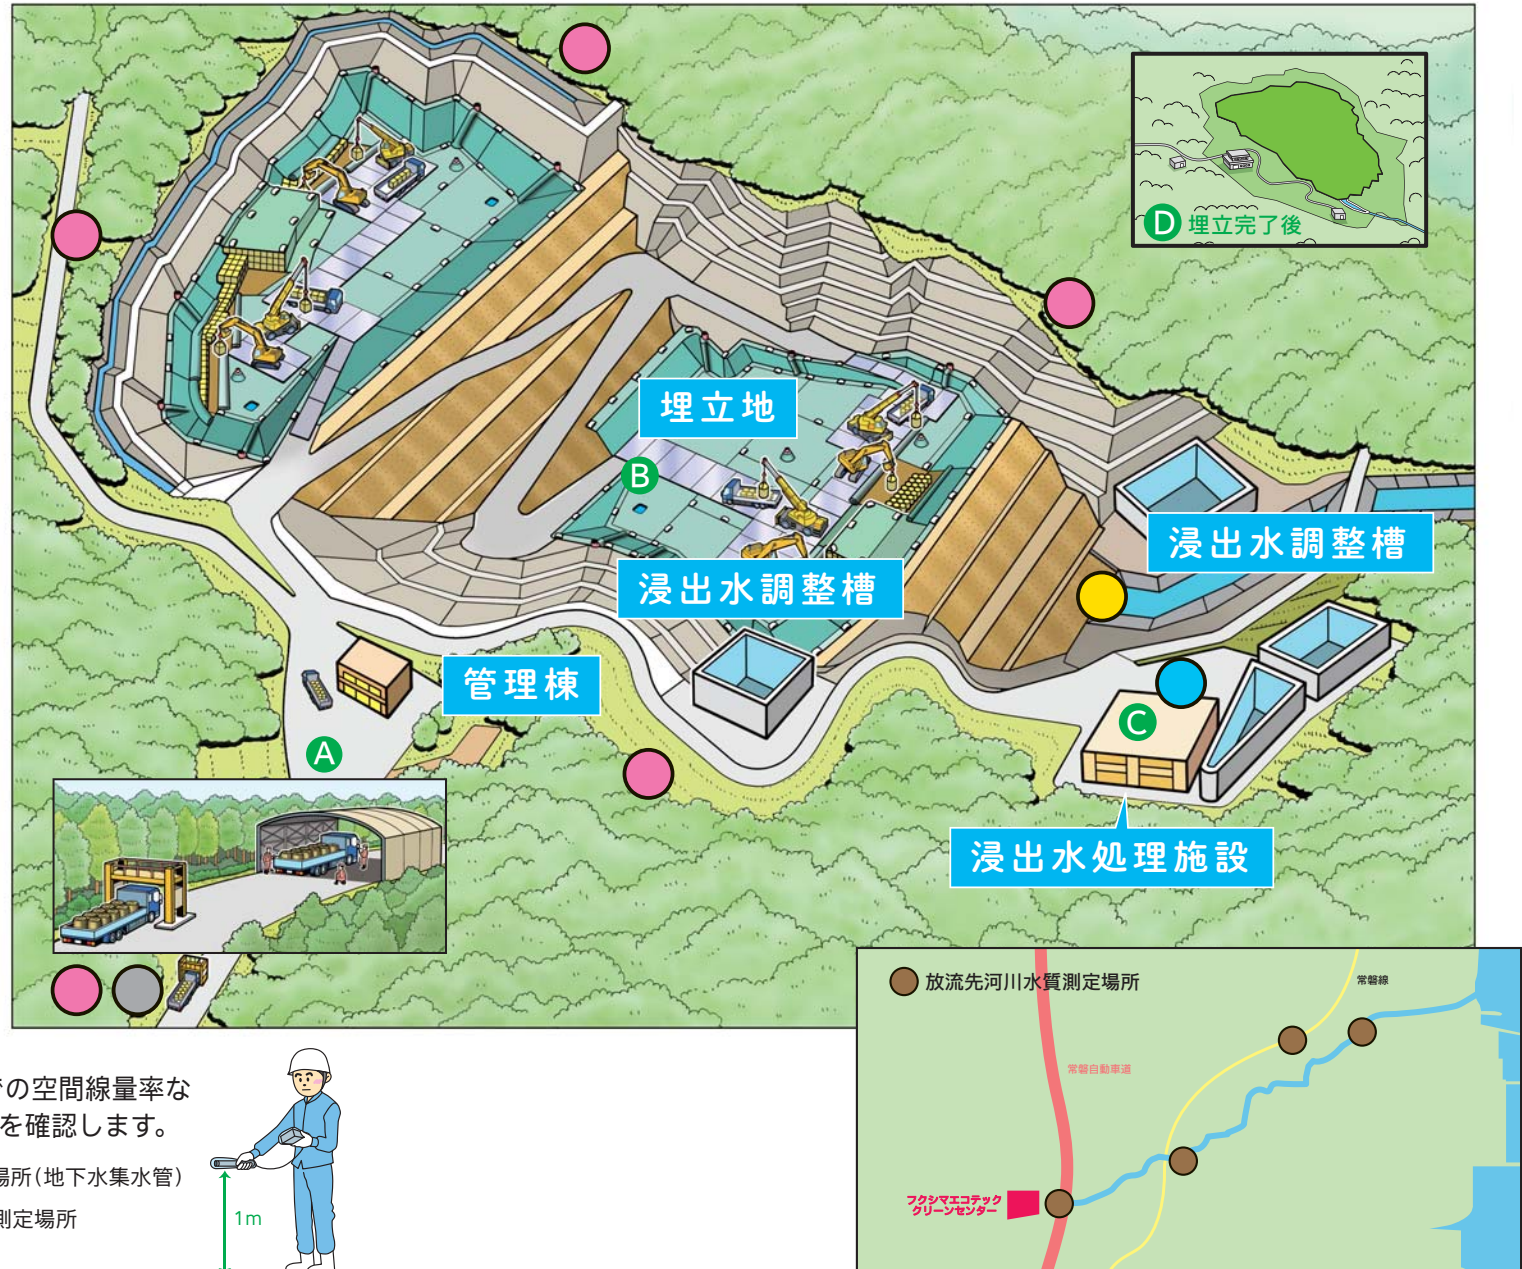 D 埋立完了後
埋立地
B
浸出水調整槽
浸出水調整槽
管理棟
A
C
浸出水処理施設
放流先河川水質測定場所
常磐線
常磐自動車道
フクシマエコテック
クリーンセンター
での空間線量率な
を確認します。
場所(地下水集水管)
測定場所
1m